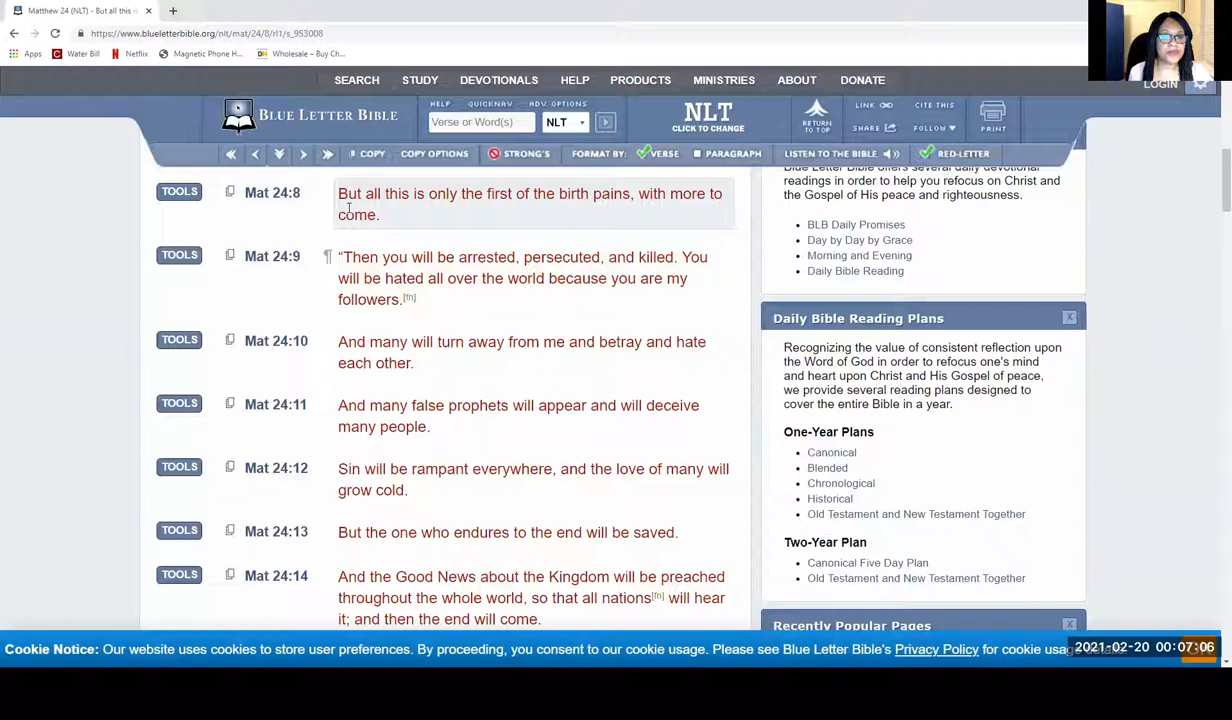 Matthew 24 (NLT) - But all this is
https://www.blueletterbible.org/nlt/mat/24/8/rl1/s_953008
Apps Water Bill Netflix Magnetic Phone H... Wholesale – Buy Ch...
SEARCH STUDY DEVOTIONALS HELP PRODUCTS MINISTRIES ABOUT DONATE LOGIN
HELP QUICKNAV ADV. OPTIONS
BLUE LETTER BIBLE
Verse or Word(s)
NLT
NLT
CLICK TO CHANGE
RETURN
TO TOP
LINK CITE THIS
SHARE FOLLOW
PRINT
COPY COPY OPTIONS STRONG'S FORMAT BY: VERSE PARAGRAPH LISTEN TO THE BIBLE RED-LETTER
TOOLS Mat 24:8 But all this is only the first of the birth pains, with more to
come.
TOOLS Mat 24:9 ¶ “Then you will be arrested, persecuted, and killed. You
will be hated all over the world because you are my
followers.[fn]
TOOLS Mat 24:10 And many will turn away from me and betray and hate
each other.
TOOLS Mat 24:11 And many false prophets will appear and will deceive
many people.
TOOLS Mat 24:12 Sin will be rampant everywhere, and the love of many will
grow cold.
TOOLS Mat 24:13 But the one who endures to the end will be saved.
TOOLS Mat 24:14 And the Good News about the Kingdom will be preached
throughout the whole world, so that all nations[fn] will hear
it; and then the end will come.
Blue Letter Bible offers several daily devotional
readings in order to help you refocus on Christ and
the Gospel of His peace and righteousness.
BLB Daily Promises
Day by Day by Grace
Morning and Evening
Daily Bible Reading
Daily Bible Reading Plans X
Recognizing the value of consistent reflection upon
the Word of God in order to refocus one's mind
and heart upon Christ and His Gospel of peace,
we provide several reading plans designed to
cover the entire Bible in a year.
One-Year Plans
Canonical
Blended
Chronological
Historical
Old Testament and New Testament Together
Two-Year Plan
Canonical Five Day Plan
Old Testament and New Testament Together
Recently Popular Pages X
Cookie Notice: Our website uses cookies to store user preferences. By proceeding, you consent to our cookie usage. Please see Blue Letter Bible's Privacy Policy for cookie usage
2021-02-20 00:07:06